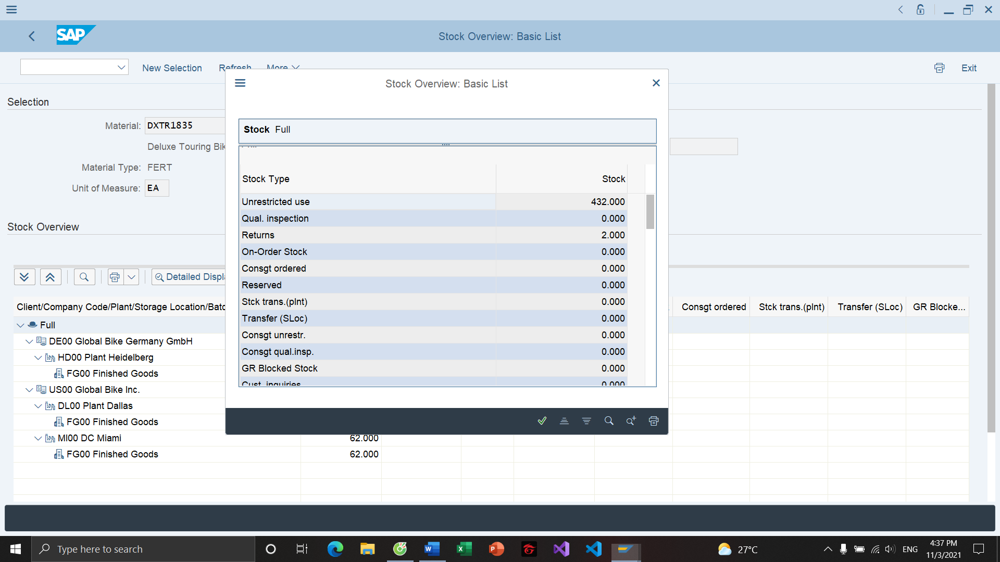 SAP
Stock Overview: Basic List
New Selection
Refresh
More
Exit
Stock Overview: Basic List
Selection
Material: DXTR1835
Deluxe Touring Bik
Material Type: FERT
Unit of Measure: EA
Stock Overview
Stock Full
Stock Type Stock
Unrestricted use 432.000
Qual. inspection 0.000
Returns 2.000
On-Order Stock 0.000
Consgt ordered 0.000
Reserved 0.000
Stck trans.(plnt) 0.000
Transfer (SLoc) 0.000
Consgt unrestr. 0.000
Consgt qual.insp. 0.000
GR Blocked Stock 0.000
Cust. inquiries 0.000
Detailed Displa
Client/Company Code/Plant/Storage Location/Batc Consgt ordered Stck trans.(plnt) Transfer (SLoc) GR Blocke...
Full
DE00 Global Bike Germany GmbH
HD00 Plant Heidelberg
FG00 Finished Goods
US00 Global Bike Inc.
DL00 Plant Dallas
FG00 Finished Goods
MI00 DC Miami 62.000
FG00 Finished Goods 62.000
Type here to search
27°C
ENG
4:37 PM
11/3/2021